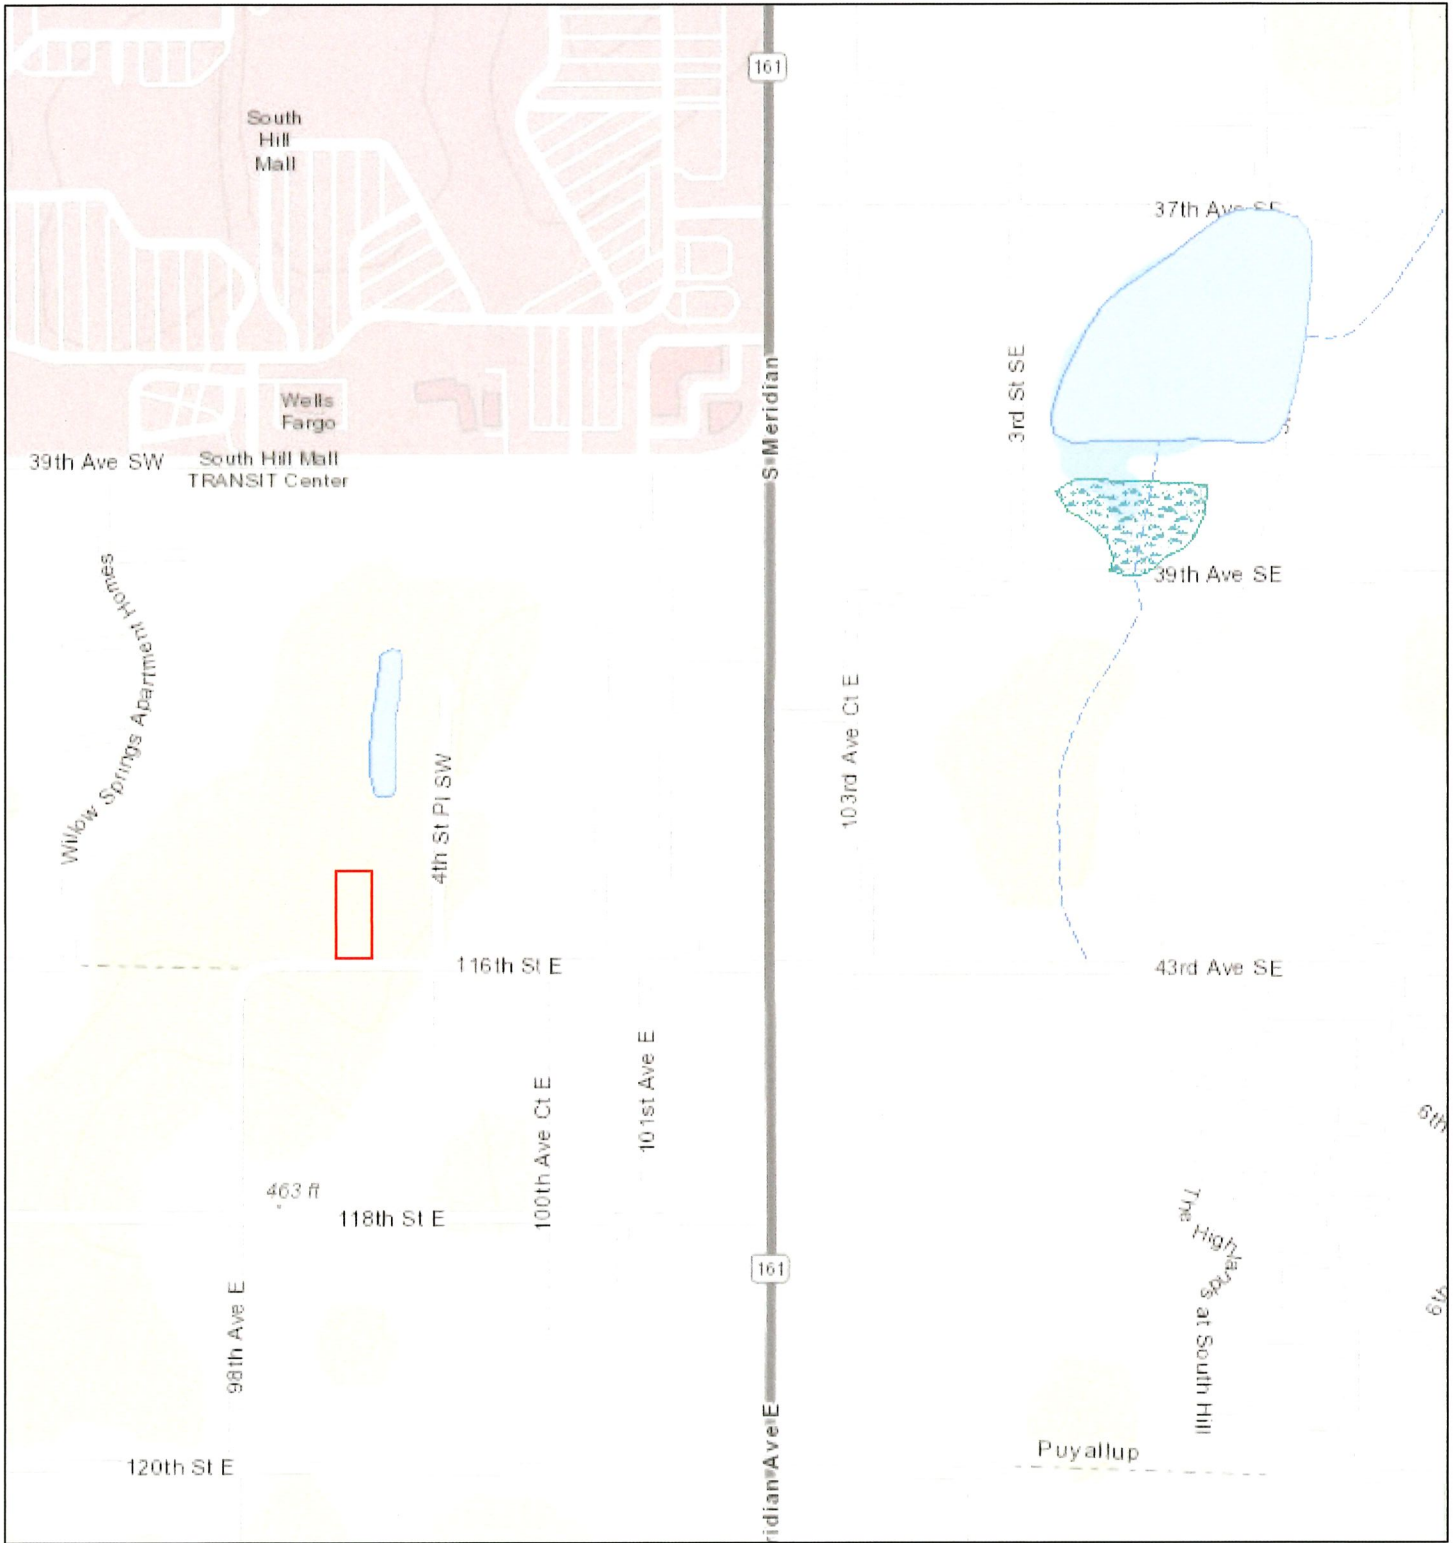 161
South
Hill
Mall
37th Ave SE
3rd St SE
S Meridian
Wells
Fargo
39th Ave SW
South Hill Mall
TRANSIT Center
Willow Springs Apartment Homes
39th Ave SE
103rd Ave Ct E
4th St Pl SW
116th St E
43rd Ave SE
101st Ave E
100th Ave Ct E
6th
463 ft
118th St E
The Highlands at South Hill
161
98th Ave E
ridian Ave E
Puyallup
120th St E